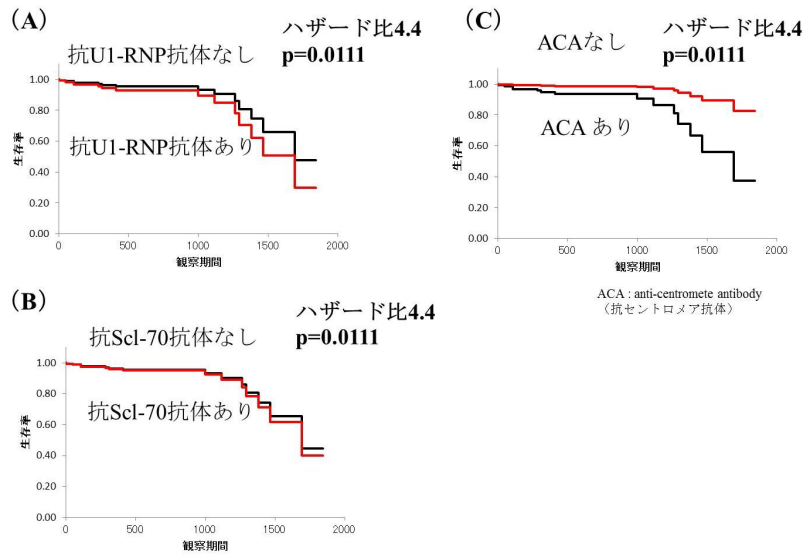 (A)
抗U1-RNP抗体なし
ハザード比4.4
p=0.0111
1.00
0.80
0.60
0.40
0.20
0.00
生存率
抗U1-RNP抗体あり
0
500
1000
1500
2000
観察期間
(B)
抗Scl-70抗体なし
ハザード比4.4
p=0.0111
1.00
0.80
0.60
0.40
0.20
0.00
生存率
抗Scl-70抗体あり
0
500
1000
1500
2000
観察期間
(C)
ACAなし
ハザード比4.4
p=0.0111
1.00
0.80
0.60
0.40
0.20
0.00
生存率
ACA あり
0
500
1000
1500
2000
観察期間
ACA : anti-centromete antibody
（抗セントロメア抗体）